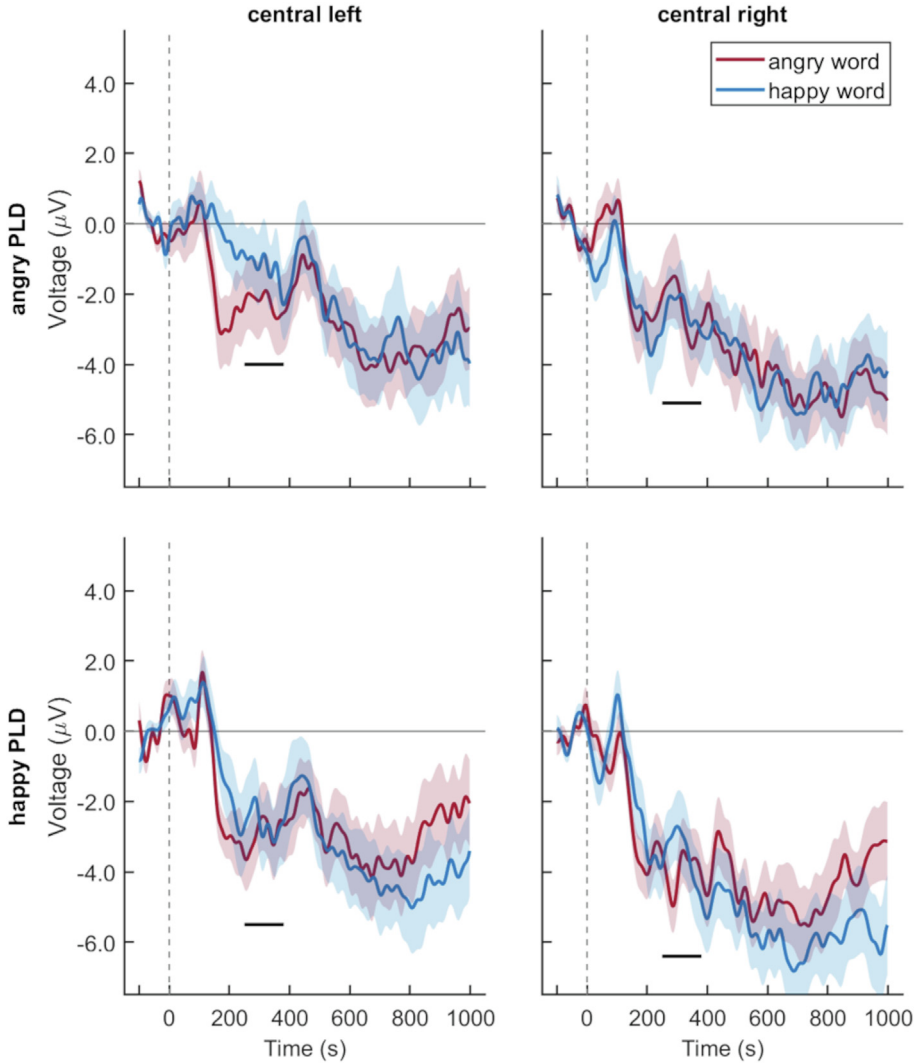 central left
central right
angry word
happy word
angry PLD
Voltage (μV)
4.0
2.0
0.0
-2.0
-4.0
-6.0
happy PLD
Voltage (μV)
4.0
2.0
0.0
-2.0
-4.0
-6.0
0 200 400 600 800 1000
0 200 400 600 800 1000
Time (s)
Time (s)